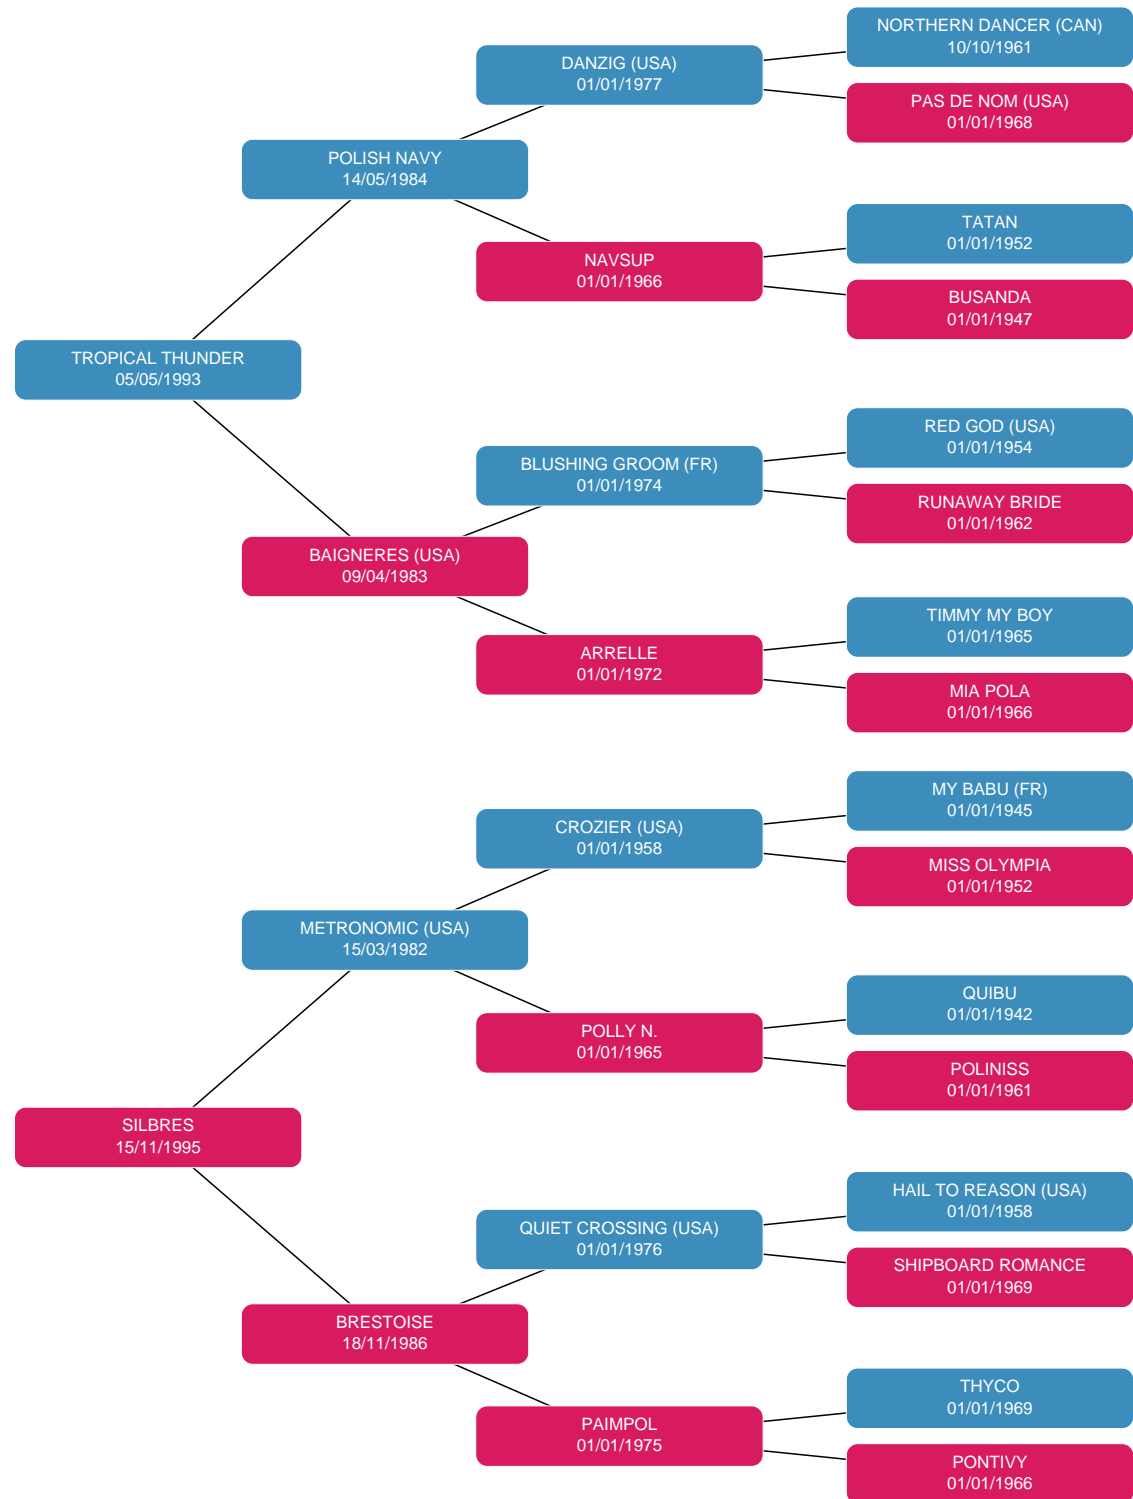 NORTHERN DANCER (CAN)
10/10/1961
DANZIG (USA)
01/01/1977
PAS DE NOM (USA)
01/01/1968
POLISH NAVY
14/05/1984
TATAN
01/01/1952
NAVSUP
01/01/1966
BUSANDA
01/01/1947
TROPICAL THUNDER
05/05/1993
RED GOD (USA)
01/01/1954
BLUSHING GROOM (FR)
01/01/1974
RUNAWAY BRIDE
01/01/1962
BAIGNERES (USA)
09/04/1983
TIMMY MY BOY
01/01/1965
ARRELLE
01/01/1972
MIA POLA
01/01/1966
MY BABU (FR)
01/01/1945
CROZIER (USA)
01/01/1958
MISS OLYMPIA
01/01/1952
METRONOMIC (USA)
15/03/1982
QUIBU
01/01/1942
POLLY N.
01/01/1965
POLINISS
01/01/1961
SILBRES
15/11/1995
HAIL TO REASON (USA)
01/01/1958
QUIET CROSSING (USA)
01/01/1976
SHIPBOARD ROMANCE
01/01/1969
BRESTOISE
18/11/1986
THYCO
01/01/1969
PAIMPOL
01/01/1975
PONTIVY
01/01/1966